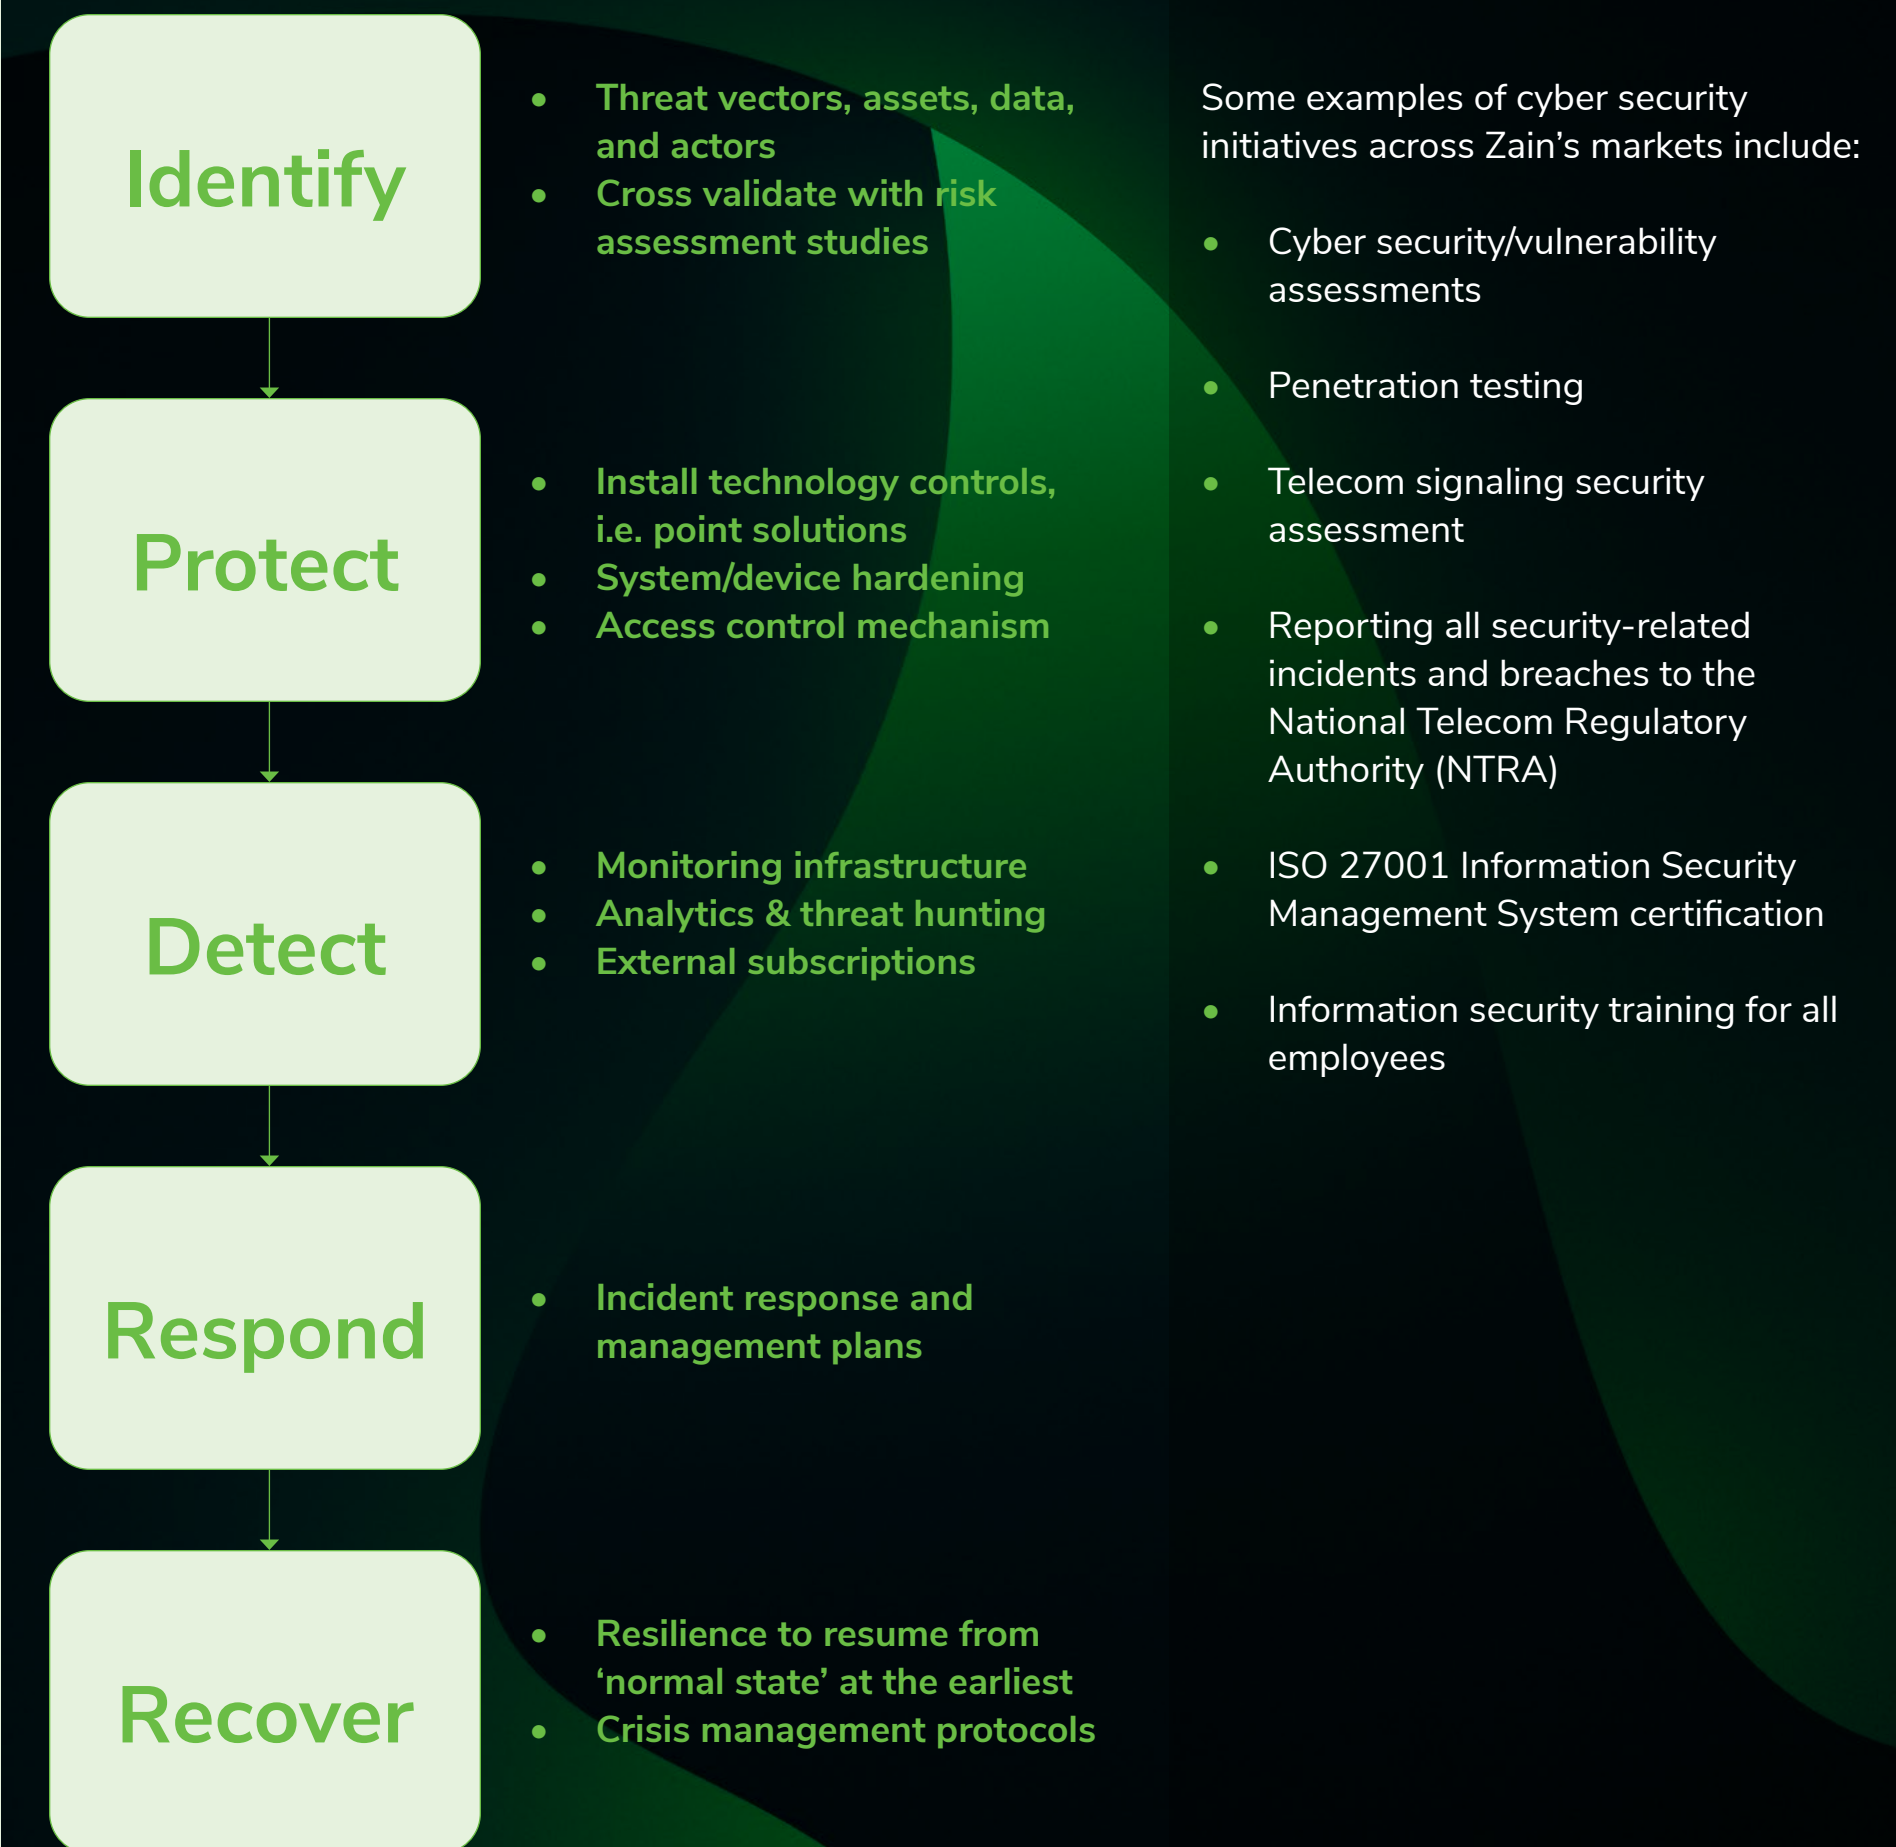 Identify
• Threat vectors, assets, data,
and actors
• Cross validate with risk
assessment studies
Protect
• Install technology controls,
i.e. point solutions
• System/device hardening
• Access control mechanism
Detect
• Monitoring infrastructure
• Analytics & threat hunting
• External subscriptions
Respond
• Incident response and
management plans
Recover
• Resilience to resume from
‘normal state’ at the earliest
• Crisis management protocols
Some examples of cyber security
initiatives across Zain’s markets include:
• Cyber security/vulnerability
assessments
• Penetration testing
• Telecom signaling security
assessment
• Reporting all security-related
incidents and breaches to the
National Telecom Regulatory
Authority (NTRA)
• ISO 27001 Information Security
Management System certification
• Information security training for all
employees